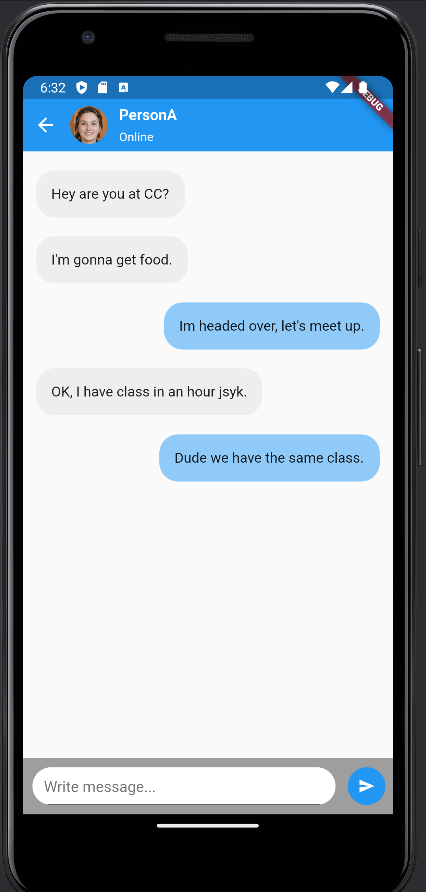 6:32
PersonA
Online
Hey are you at CC?
I'm gonna get food.
Im headed over, let's meet up.
OK, I have class in an hour jsyk.
Dude we have the same class.
Write message...